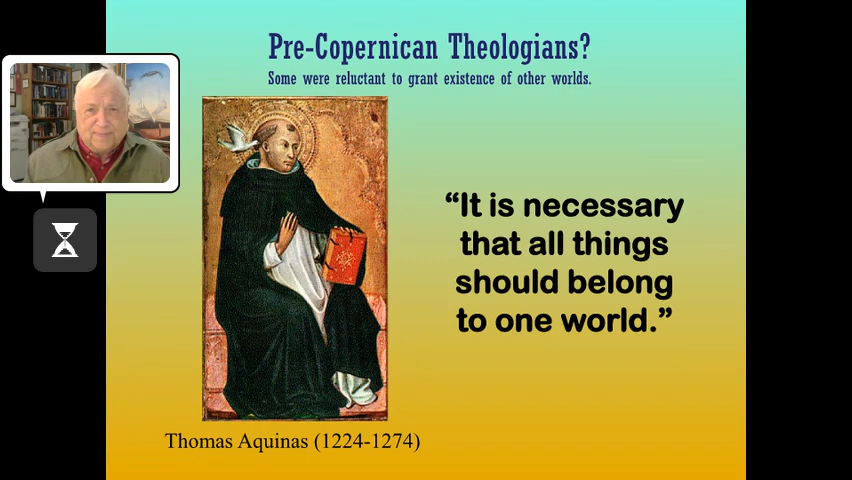 Pre-Copernican Theologians?
Some were reluctant to grant existence of other worlds.
“It is necessary
that all things
should belong
to one world.”
Thomas Aquinas (1224-1274)